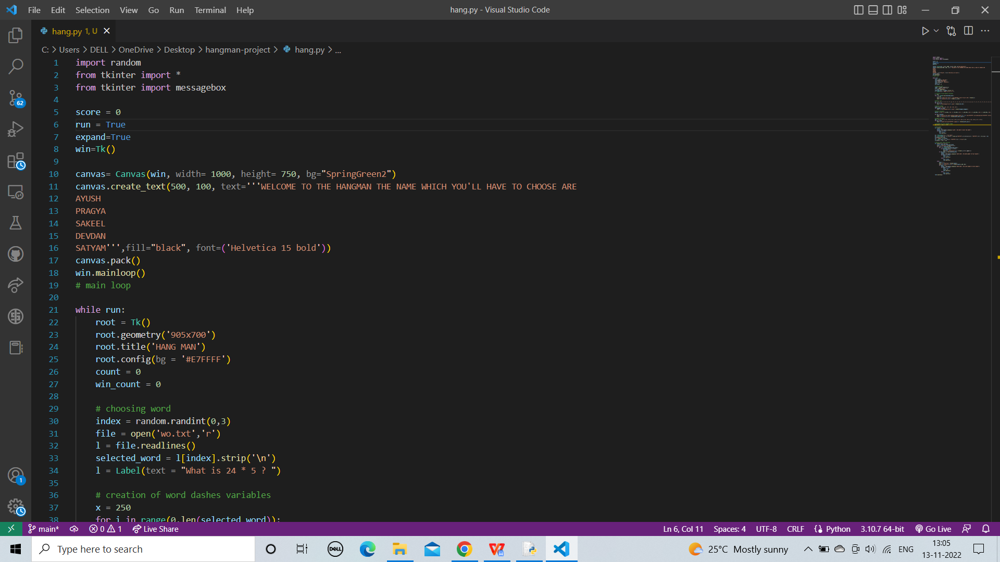 File Edit Selection View Go Run Terminal Help
hang.py - Visual Studio Code
hang.py 1, U
C: > Users > DELL > OneDrive > Desktop > hangman-project > hang.py > ...
1 import random
2 from tkinter import *
3 from tkinter import messagebox
4
5 score = 0
6 run = True
7 expand=True
8 win=Tk()
9
10 canvas= Canvas(win, width= 1000, height= 750, bg="SpringGreen2")
11 canvas.create_text(500, 100, text='''WELCOME TO THE HANGMAN THE NAME WHICH YOU'LL HAVE TO CHOOSE ARE
12 AYUSH
13 PRAGYA
14 SAKEEL
15 DEVDAN
16 SATYAM''',fill="black", font=('Helvetica 15 bold'))
17 canvas.pack()
18 win.mainloop()
19 # main loop
20
21 while run:
22     root = Tk()
23     root.geometry('905x700')
24     root.title('HANG MAN')
25     root.config(bg = '#E7FFFF')
26     count = 0
27     win_count = 0
28
29     # choosing word
30     index = random.randint(0,3)
31     file = open('wo.txt','r')
32     l = file.readlines()
33     selected_word = l[index].strip('\n')
34     l = Label(text = "What is 24 * 5 ? ")
35
36     # creation of word dashes variables
37     x = 250
38     for i in range(0,len(selected_word)):
62
1
main* 0 1 Live Share
Ln 6, Col 11 Spaces: 4 UTF-8 CRLF Python 3.10.7 64-bit Go Live
Type here to search
DELL
25°C Mostly sunny
ENG
13:05
13-11-2022